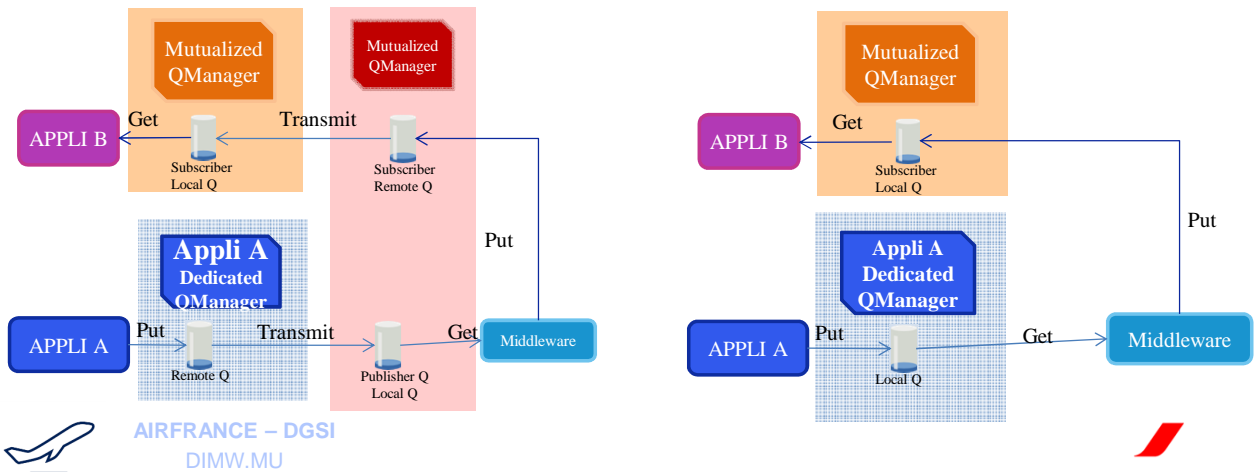 Mutualized
QManager
Mutualized
QManager
Get
Transmit
APPLI B
Subscriber
Local Q
Subscriber
Remote Q
Put
Appli A
Dedicated
QManager
Put
Transmit
Get
APPLI A
Middleware
Remote Q
Publisher Q
Local Q
Mutualized
QManager
Get
APPLI B
Subscriber
Local Q
Put
Appli A
Dedicated
QManager
Put
Get
APPLI A
Middleware
Local Q
AIRFRANCE – DGSI
DIMW.MU